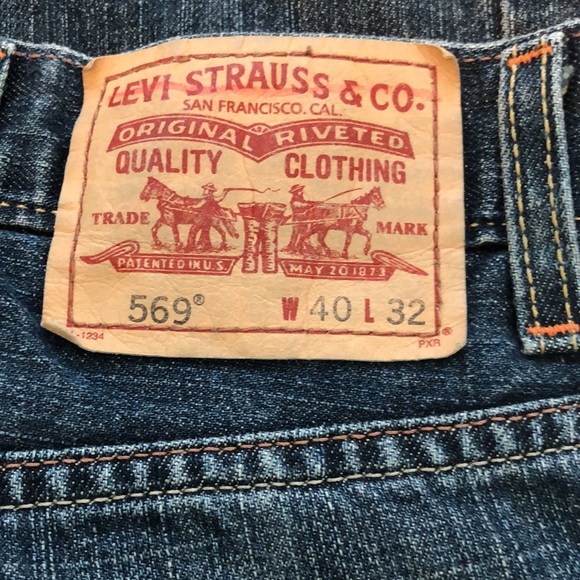 LEVI STRAUSS & CO.
SAN FRANCISCO. CAL.
ORIGINAL RIVETED
QUALITY CLOTHING
TRADE MARK
PATENTED IN U.S. MAY 20 1873
569® W 40 L 32
-1234 PXR ®